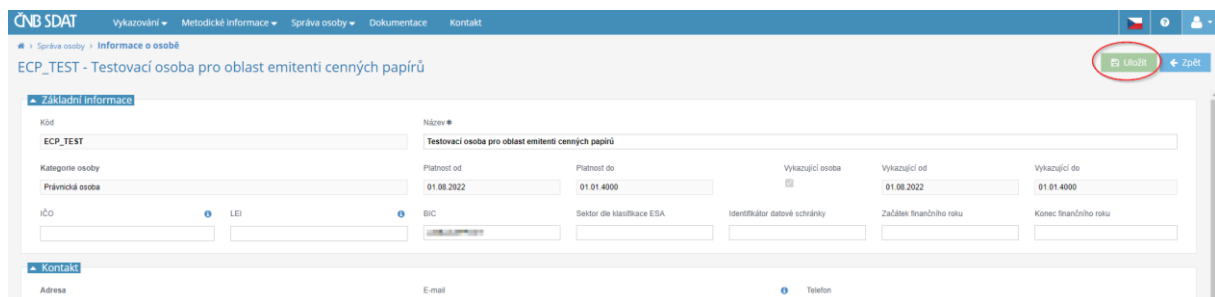 ČNB SDAT Vykazování Metodické informace Správa osoby Dokumentace Kontakt
Správa osoby > Informace o osobě
ECP_TEST - Testovací osoba pro oblast emitenti cenných papírů
Uložit Zpět
Základní informace
Kód Název
ECP_TEST Testovací osoba pro oblast emitenti cenných papírů
Kategorie osoby Platnost od Platnost do Vykazující osoba Vykazující od Vykazující do
Právnická osoba 01.08.2022 01.01.4000 01.08.2022 01.01.4000
IČO LEI BIC Sektor dle klasifikace ESA Identifikátor datové schránky Začátek finančního roku Konec finančního roku
Kontakt
Adresa E-mail Telefon